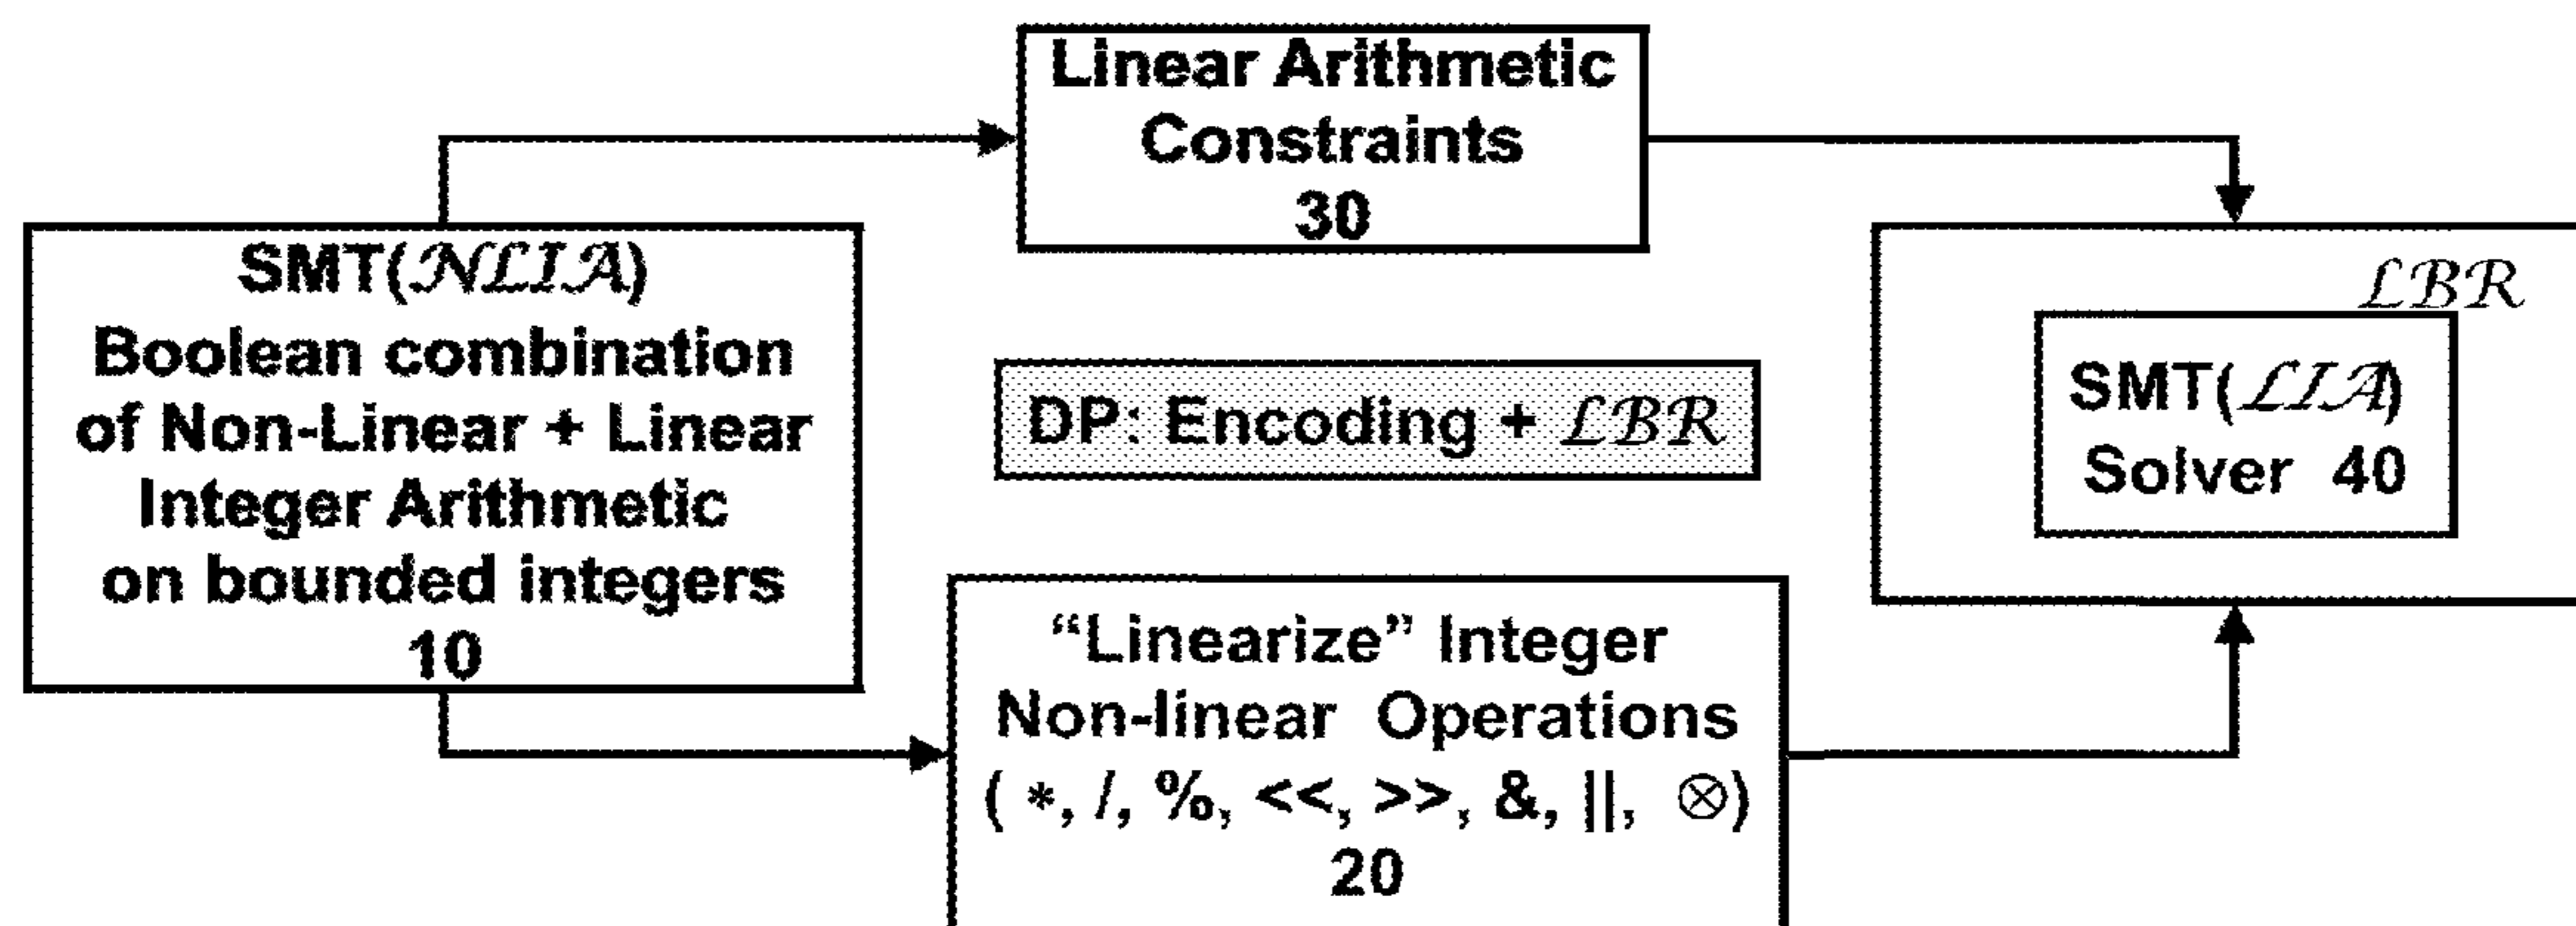 Linear Arithmetic
Constraints
30
SMT(𝒩ℒℐ𝒜)
Boolean combination
of Non-Linear + Linear
Integer Arithmetic
on bounded integers
10
DP: Encoding + ℒℬℛ
ℒℬℛ
SMT(ℒℐ𝒜)
Solver 40
“Linearize” Integer
Non-linear Operations
( *, /, %, <<, >>, &, ||, ⊗)
20